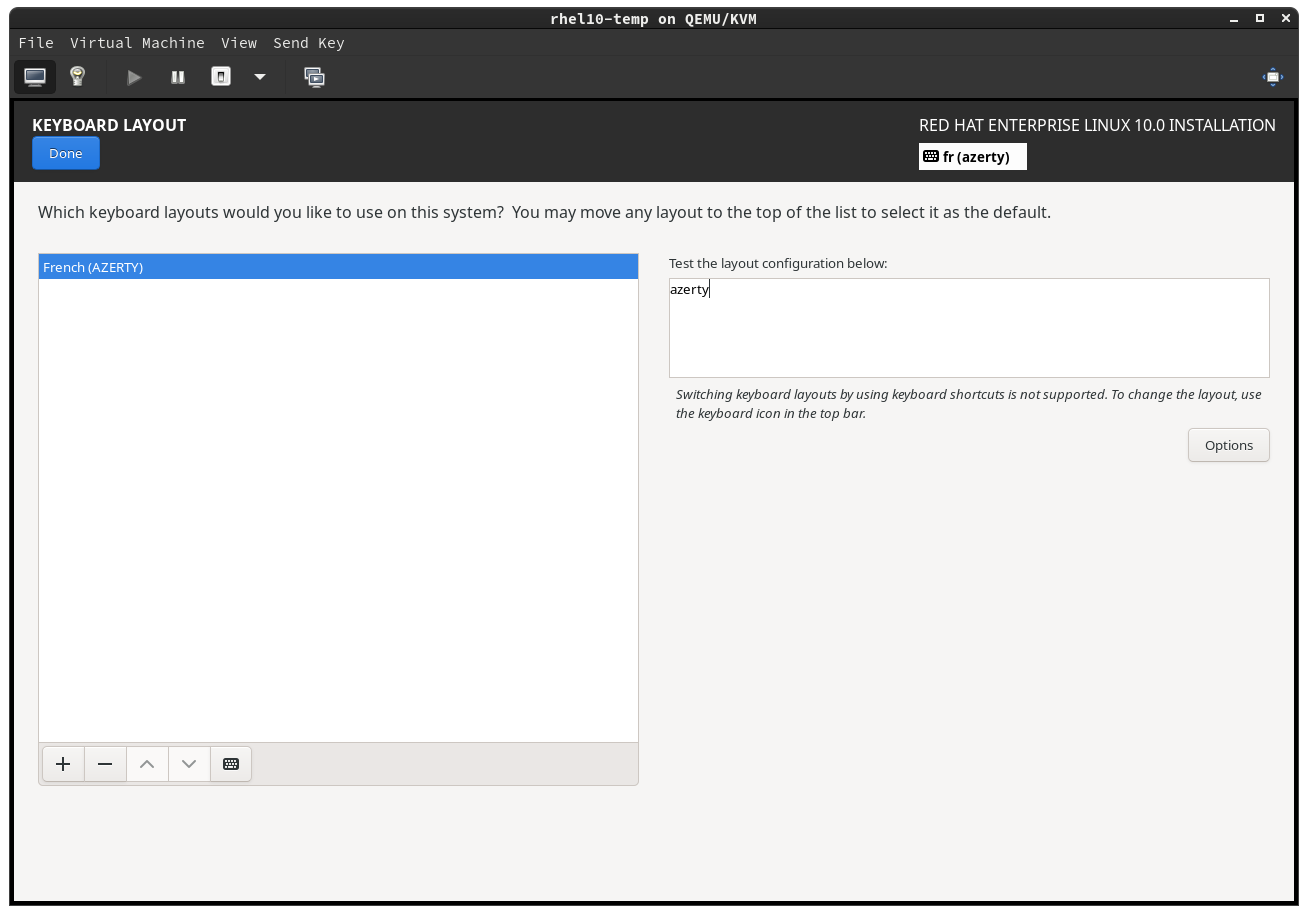 rhel10-temp on QEMU/KVM
File Virtual Machine View Send Key
KEYBOARD LAYOUT
Done
RED HAT ENTERPRISE LINUX 10.0 INSTALLATION
fr (azerty)
Which keyboard layouts would you like to use on this system? You may move any layout to the top of the list to select it as the default.
French (AZERTY)
Test the layout configuration below:
azerty
Switching keyboard layouts by using keyboard shortcuts is not supported. To change the layout, use
the keyboard icon in the top bar.
Options